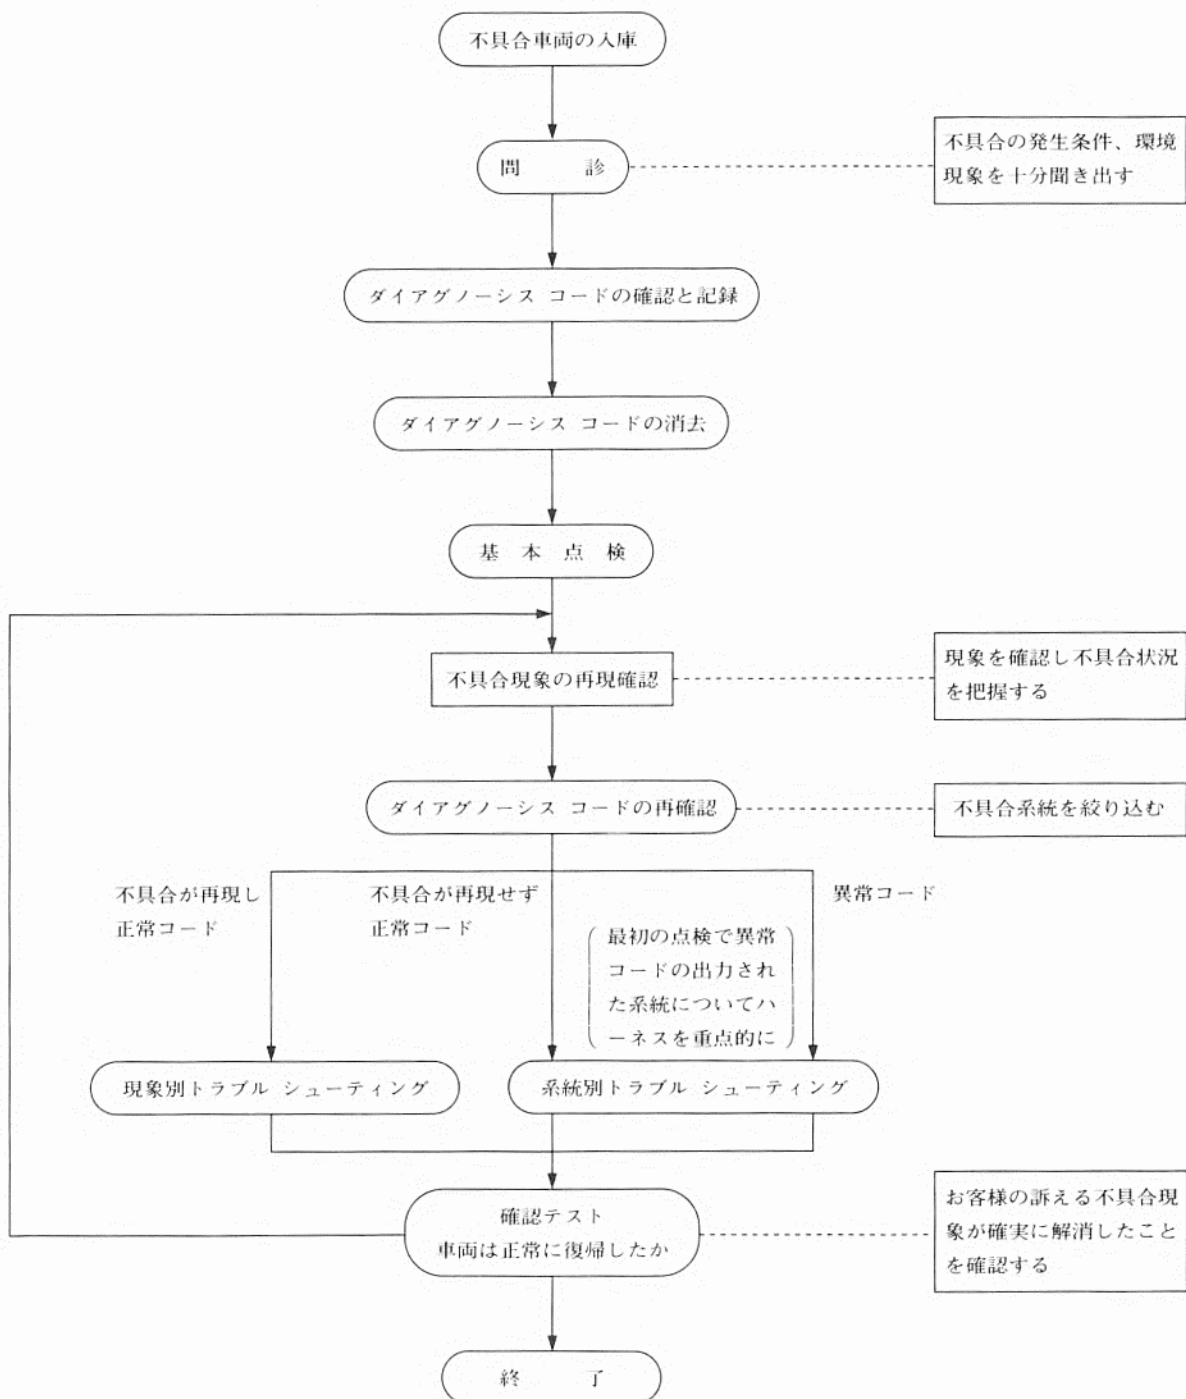 不具合車両の入庫
問　診
不具合の発生条件、環境
現象を十分聞き出す
ダイアグノーシス コードの確認と記録
ダイアグノーシス コードの消去
基 本 点 検
不具合現象の再現確認
現象を確認し不具合状況
を把握する
ダイアグノーシス コードの再確認
不具合系統を絞り込む
不具合が再現し
正常コード
不具合が再現せず
正常コード
異常コード
最初の点検で異常
コードの出力され
た系統についてハ
ーネスを重点的に
現象別トラブル シューティング
系統別トラブル シューティング
確認テスト
車両は正常に復帰したか
お客様の訴える不具合現
象が確実に解消したこと
を確認する
終　了